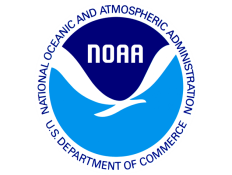 NATIONAL OCEANIC AND ATMOSPHERIC ADMINISTRATION
NOAA
U.S. DEPARTMENT OF COMMERCE